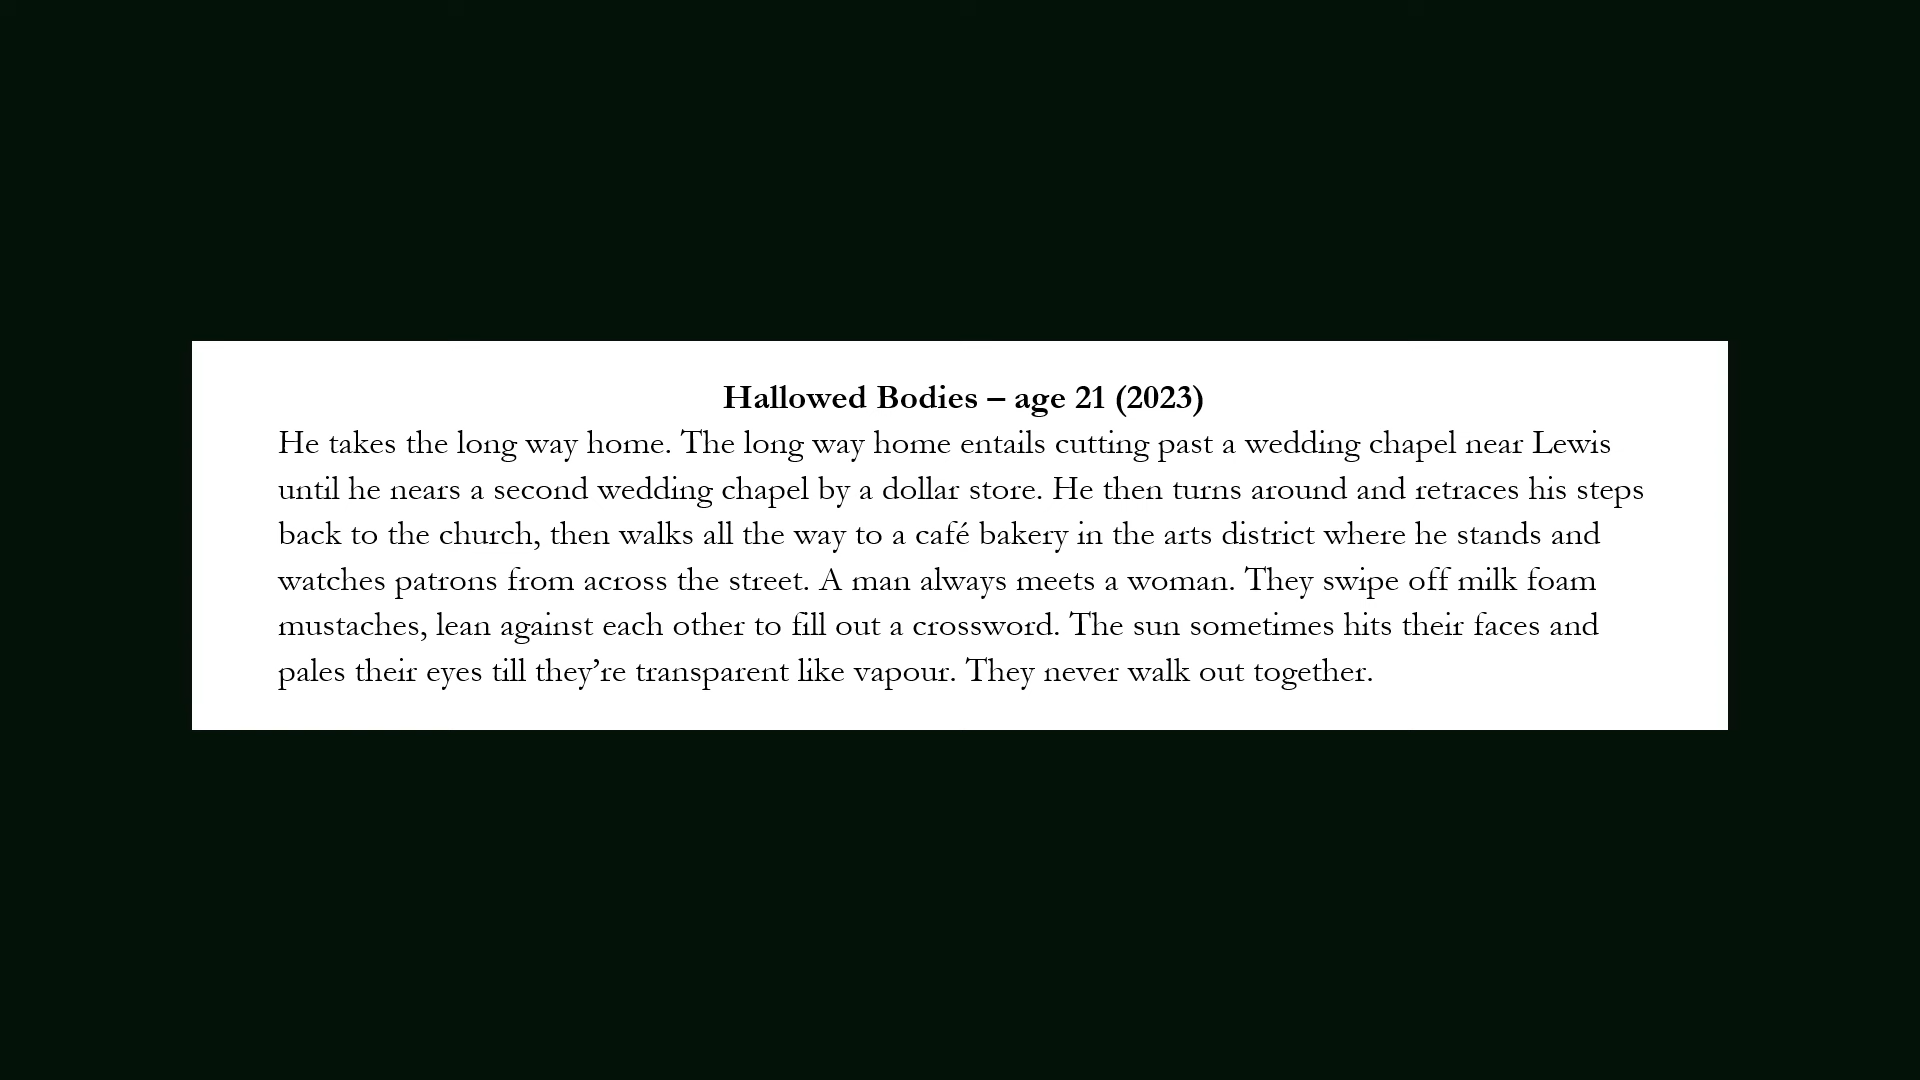 Hallowed Bodies – age 21 (2023)
He takes the long way home. The long way home entails cutting past a wedding chapel near Lewis
until he nears a second wedding chapel by a dollar store. He then turns around and retraces his steps
back to the church, then walks all the way to a café bakery in the arts district where he stands and
watches patrons from across the street. A man always meets a woman. They swipe off milk foam
mustaches, lean against each other to fill out a crossword. The sun sometimes hits their faces and
pales their eyes till they’re transparent like vapour. They never walk out together.